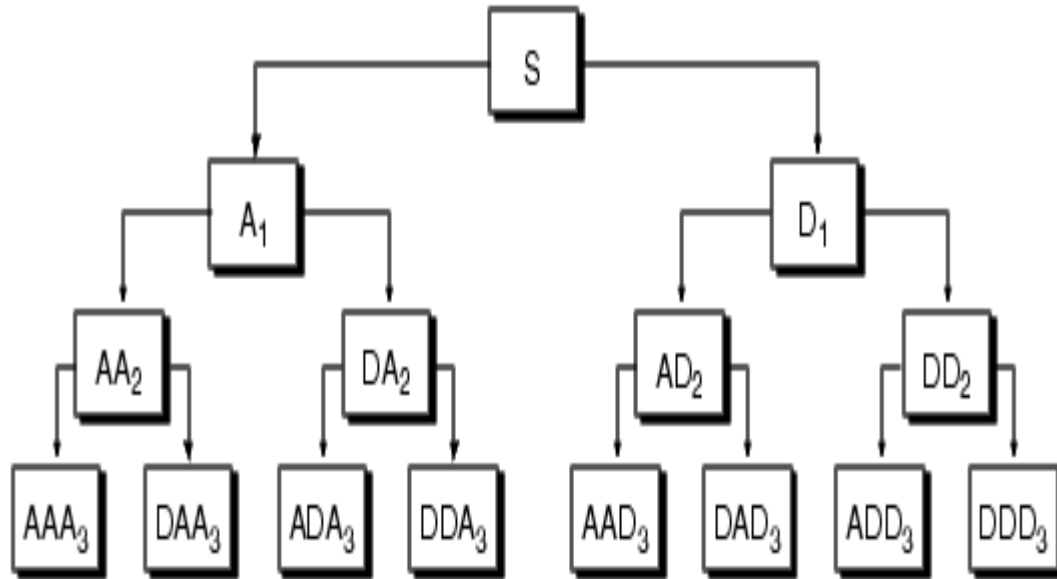 S
A₁ D₁
AA₂ DA₂ AD₂ DD₂
AAA₃ DAA₃ ADA₃ DDA₃ AAD₃ DAD₃ ADD₃ DDD₃